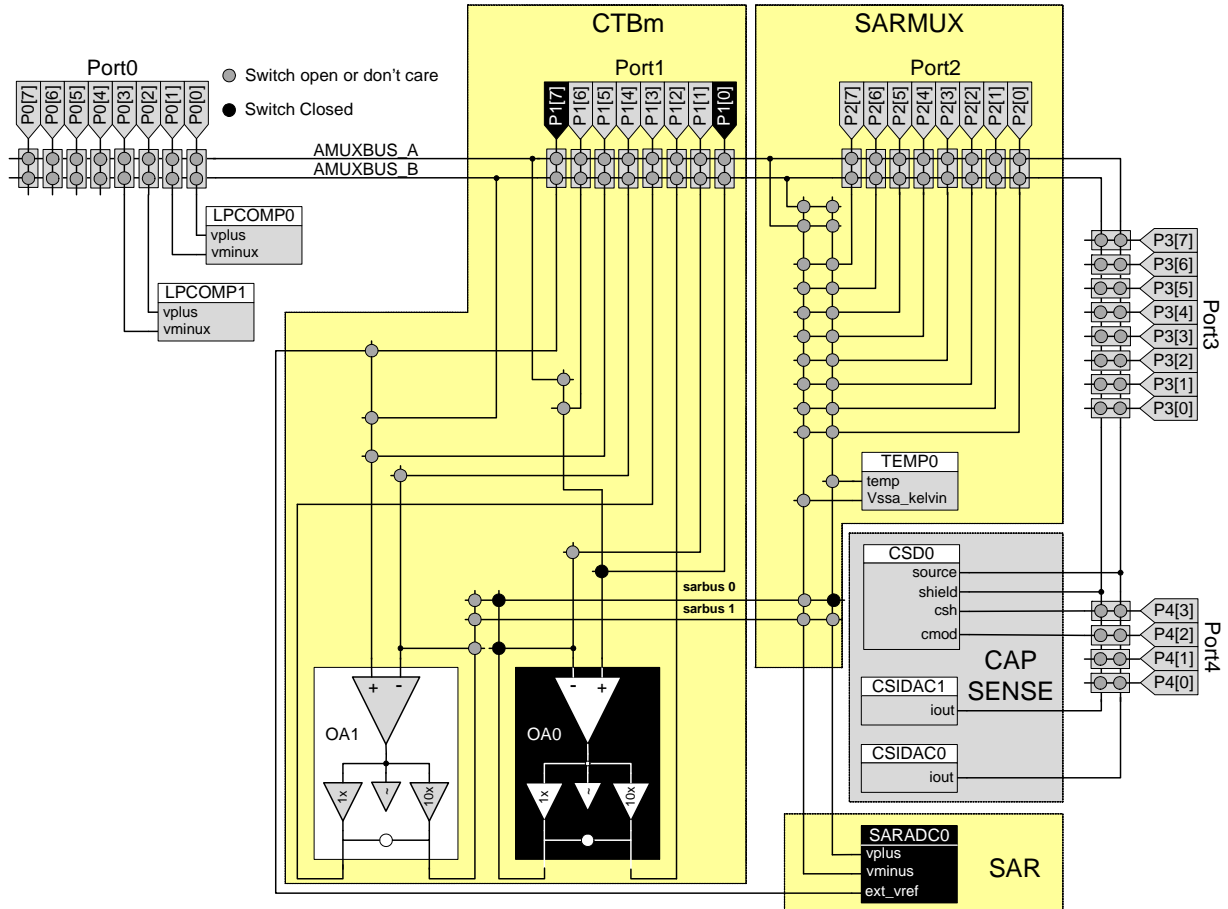 CTBm
SARMUX
Port0
Switch open or don't care
Switch Closed
Port1
Port2
P0[7]
P0[6]
P0[5]
P0[4]
P0[3]
P0[2]
P0[1]
P0[0]
P1[7]
P1[6]
P1[5]
P1[4]
P1[3]
P1[2]
P1[1]
P1[0]
P2[7]
P2[6]
P2[5]
P2[4]
P2[3]
P2[2]
P2[1]
P2[0]
AMUXBUS_A
AMUXBUS_B
LPCOMP0
vplus
vminux
LPCOMP1
vplus
vminux
P3[7]
P3[6]
P3[5]
P3[4]
P3[3]
P3[2]
P3[1]
P3[0]
Port3
TEMP0
temp
Vssa_kelvin
CSD0
source
shield
csh
cmod
CAP
SENSE
CSIDAC1
iout
CSIDAC0
iout
P4[3]
P4[2]
P4[1]
P4[0]
Port4
sarbus 0
sarbus 1
+
-
OA1
1x
~
10x
-
+
OA0
1x
~
10x
SARADC0
vplus
vminus
ext_vref
SAR